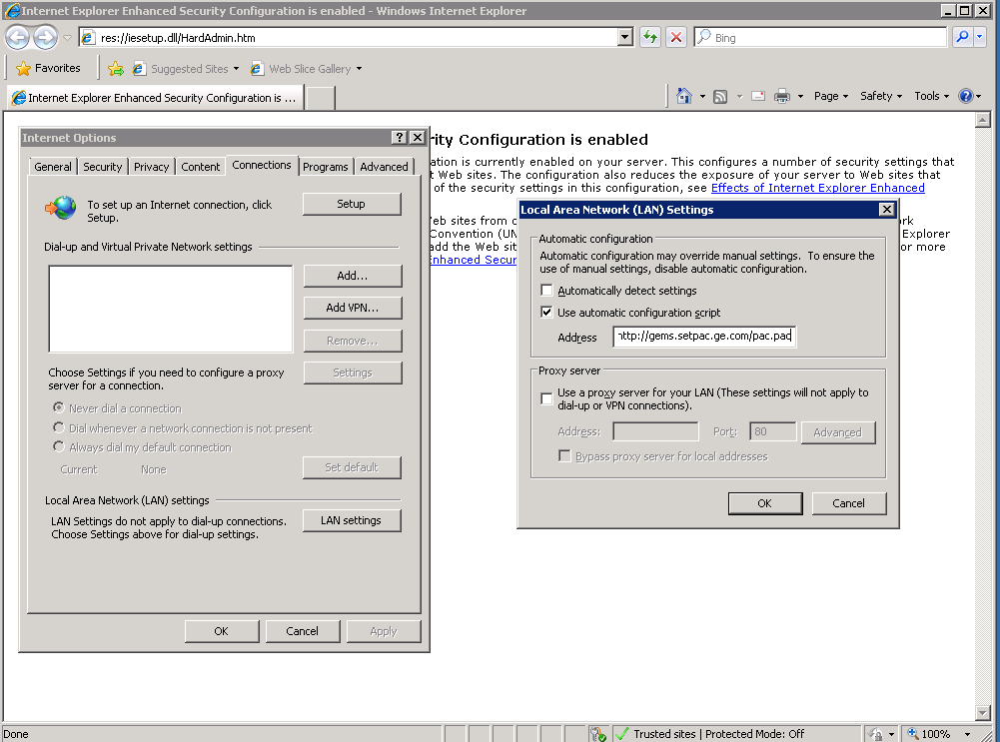 Internet Explorer Enhanced Security Configuration is enabled - Windows Internet Explorer
res://iesetup.dll/HardAdmin.htm
Bing
Favorites
Suggested Sites
Web Slice Gallery
Internet Explorer Enhanced Security Configuration is ...
Page
Safety
Tools
Internet Options
General
Security
Privacy
Content
Connections
Programs
Advanced
To set up an Internet connection, click
Setup.
Setup
Dial-up and Virtual Private Network settings
Add...
Add VPN...
Remove...
Choose Settings if you need to configure a proxy
server for a connection.
Settings
Never dial a connection
Dial whenever a network connection is not present
Always dial my default connection
Current
None
Set default
Local Area Network (LAN) settings
LAN Settings do not apply to dial-up connections.
Choose Settings above for dial-up settings.
LAN settings
OK
Cancel
Apply
rity Configuration is enabled
ation is currently enabled on your server. This configures a number of security settings that
t Web sites. The configuration also reduces the exposure of your server to Web sites that
of the security settings in this configuration, see Effects of Internet Explorer Enhanced
eb sites from
rk
Convention (UN
Explorer
add the Web sit
or more
Enhanced Secur
Local Area Network (LAN) Settings
Automatic configuration
Automatic configuration may override manual settings. To ensure the
use of manual settings, disable automatic configuration.
Automatically detect settings
Use automatic configuration script
Address
http://gems.setpac.ge.com/pac.pac
Proxy server
Use a proxy server for your LAN (These settings will not apply to
dial-up or VPN connections).
Address:
Port:
80
Advanced
Bypass proxy server for local addresses
OK
Cancel
Done
Trusted sites | Protected Mode: Off
100%